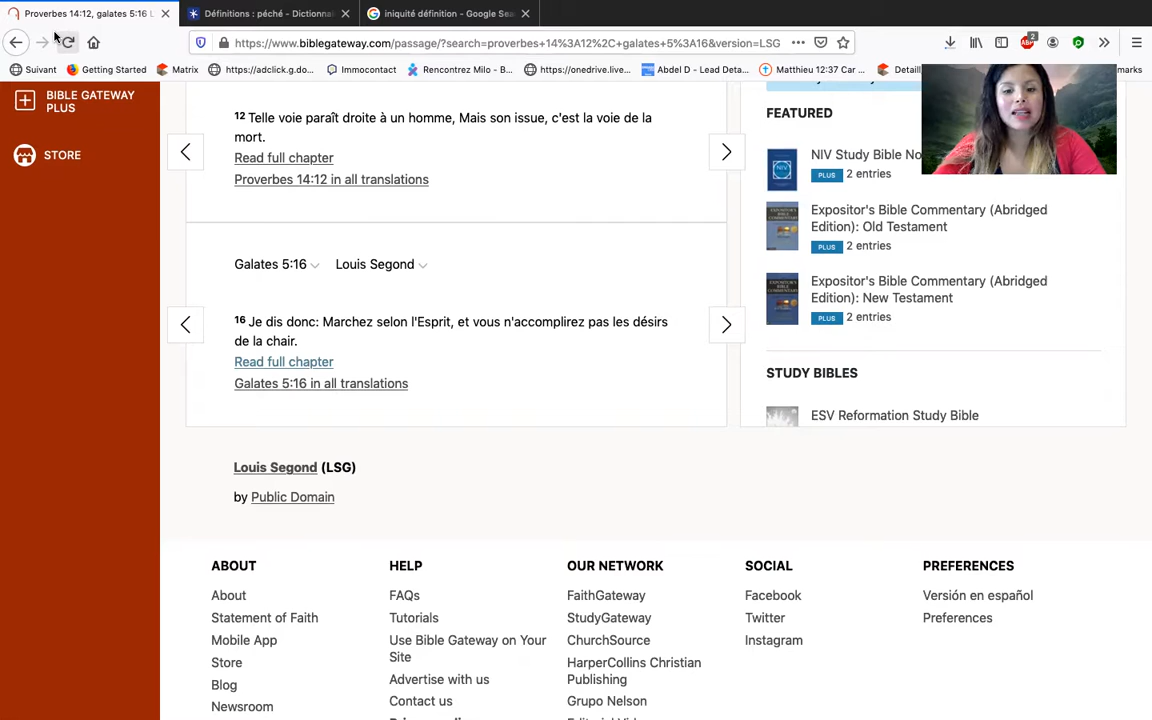 Proverbes 14:12, galates 5:16 L
Définitions : péché - Dictionna
iniquité définition - Google Sea
https://www.biblegateway.com/passage/?search=proverbes+14%3A12%2C+galates+5%3A16&version=LSG
2
Suivant
Getting Started
Matrix
https://adclick.g.do...
Immocontact
Rencontrez Milo - B...
https://onedrive.live...
Abdel D - Lead Deta...
Matthieu 12:37 Car ...
Detail
marks
BIBLE GATEWAY
PLUS
STORE
12 Telle voie paraît droite à un homme, Mais son issue, c'est la voie de la
mort.
Read full chapter
Proverbes 14:12 in all translations
Galates 5:16
Louis Segond
16 Je dis donc: Marchez selon l'Esprit, et vous n'accomplirez pas les désirs
de la chair.
Read full chapter
Galates 5:16 in all translations
Louis Segond (LSG)
by Public Domain
FEATURED
NIV Study Bible No
PLUS 2 entries
Expositor's Bible Commentary (Abridged
Edition): Old Testament
PLUS 2 entries
Expositor's Bible Commentary (Abridged
Edition): New Testament
PLUS 2 entries
STUDY BIBLES
ESV Reformation Study Bible
ABOUT
About
Statement of Faith
Mobile App
Store
Blog
Newsroom
HELP
FAQs
Tutorials
Use Bible Gateway on Your
Site
Advertise with us
Contact us
OUR NETWORK
FaithGateway
StudyGateway
ChurchSource
HarperCollins Christian
Publishing
Grupo Nelson
SOCIAL
Facebook
Twitter
Instagram
PREFERENCES
Versión en español
Preferences